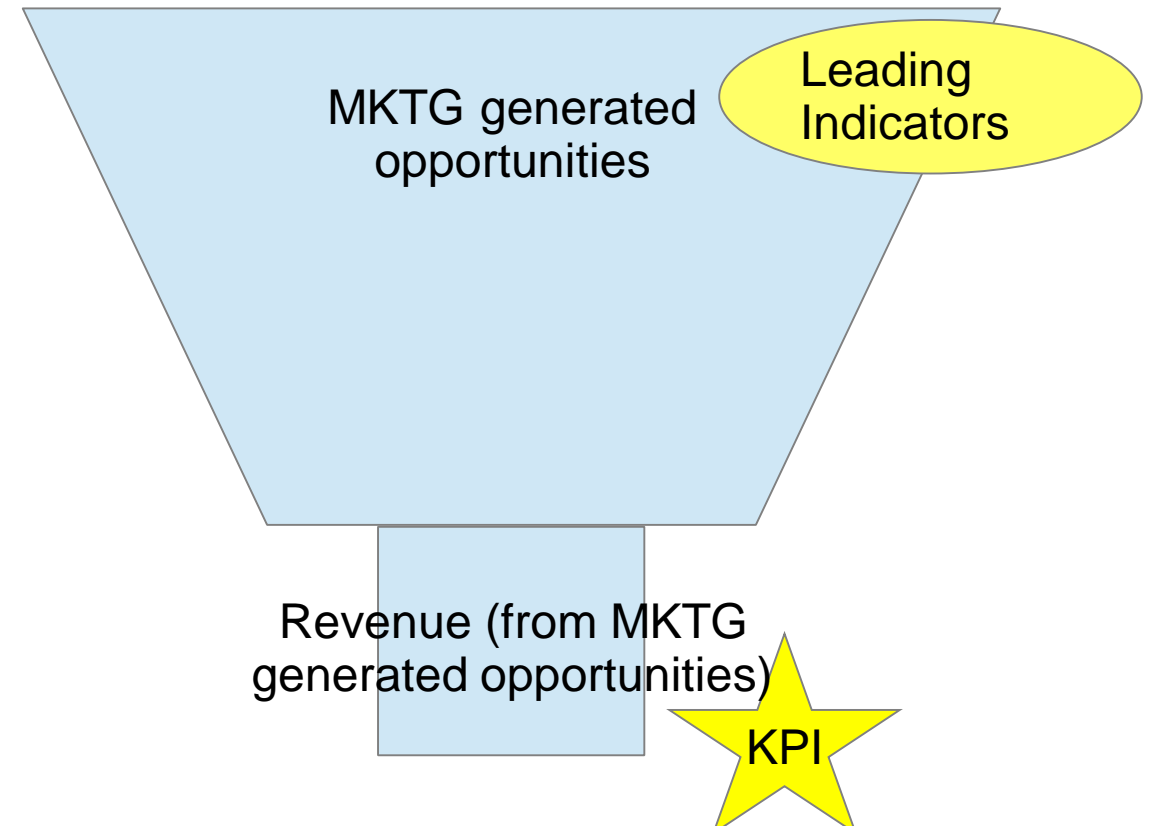 MKTG generated
opportunities
Leading
Indicators
Revenue (from MKTG
generated opportunities)
KPI